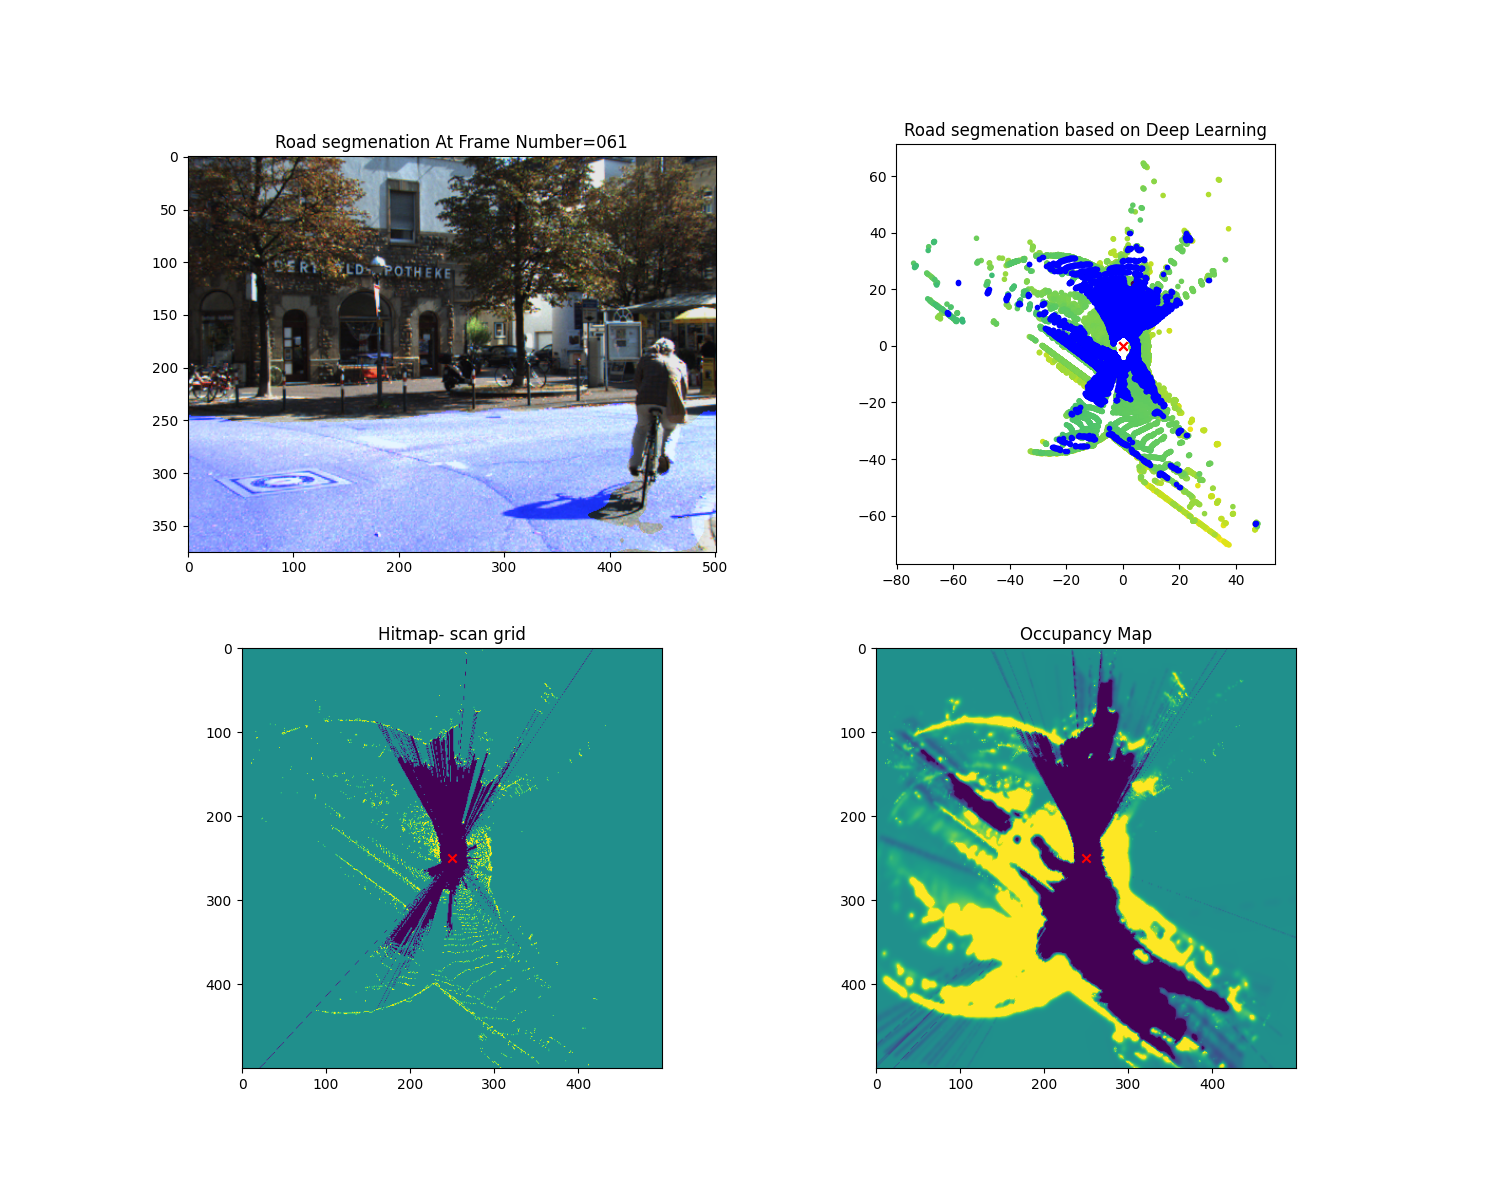 Road segmenation At Frame Number=061
0
50
100
150
200
250
300
350
0 100 200 300 400 500
APOTHEKE
Road segmenation based on Deep Learning
60
40
20
0
−20
−40
−60
−80 −60 −40 −20 0 20 40
Hitmap- scan grid
0
100
200
300
400
0 100 200 300 400
Occupancy Map
0
100
200
300
400
0 100 200 300 400